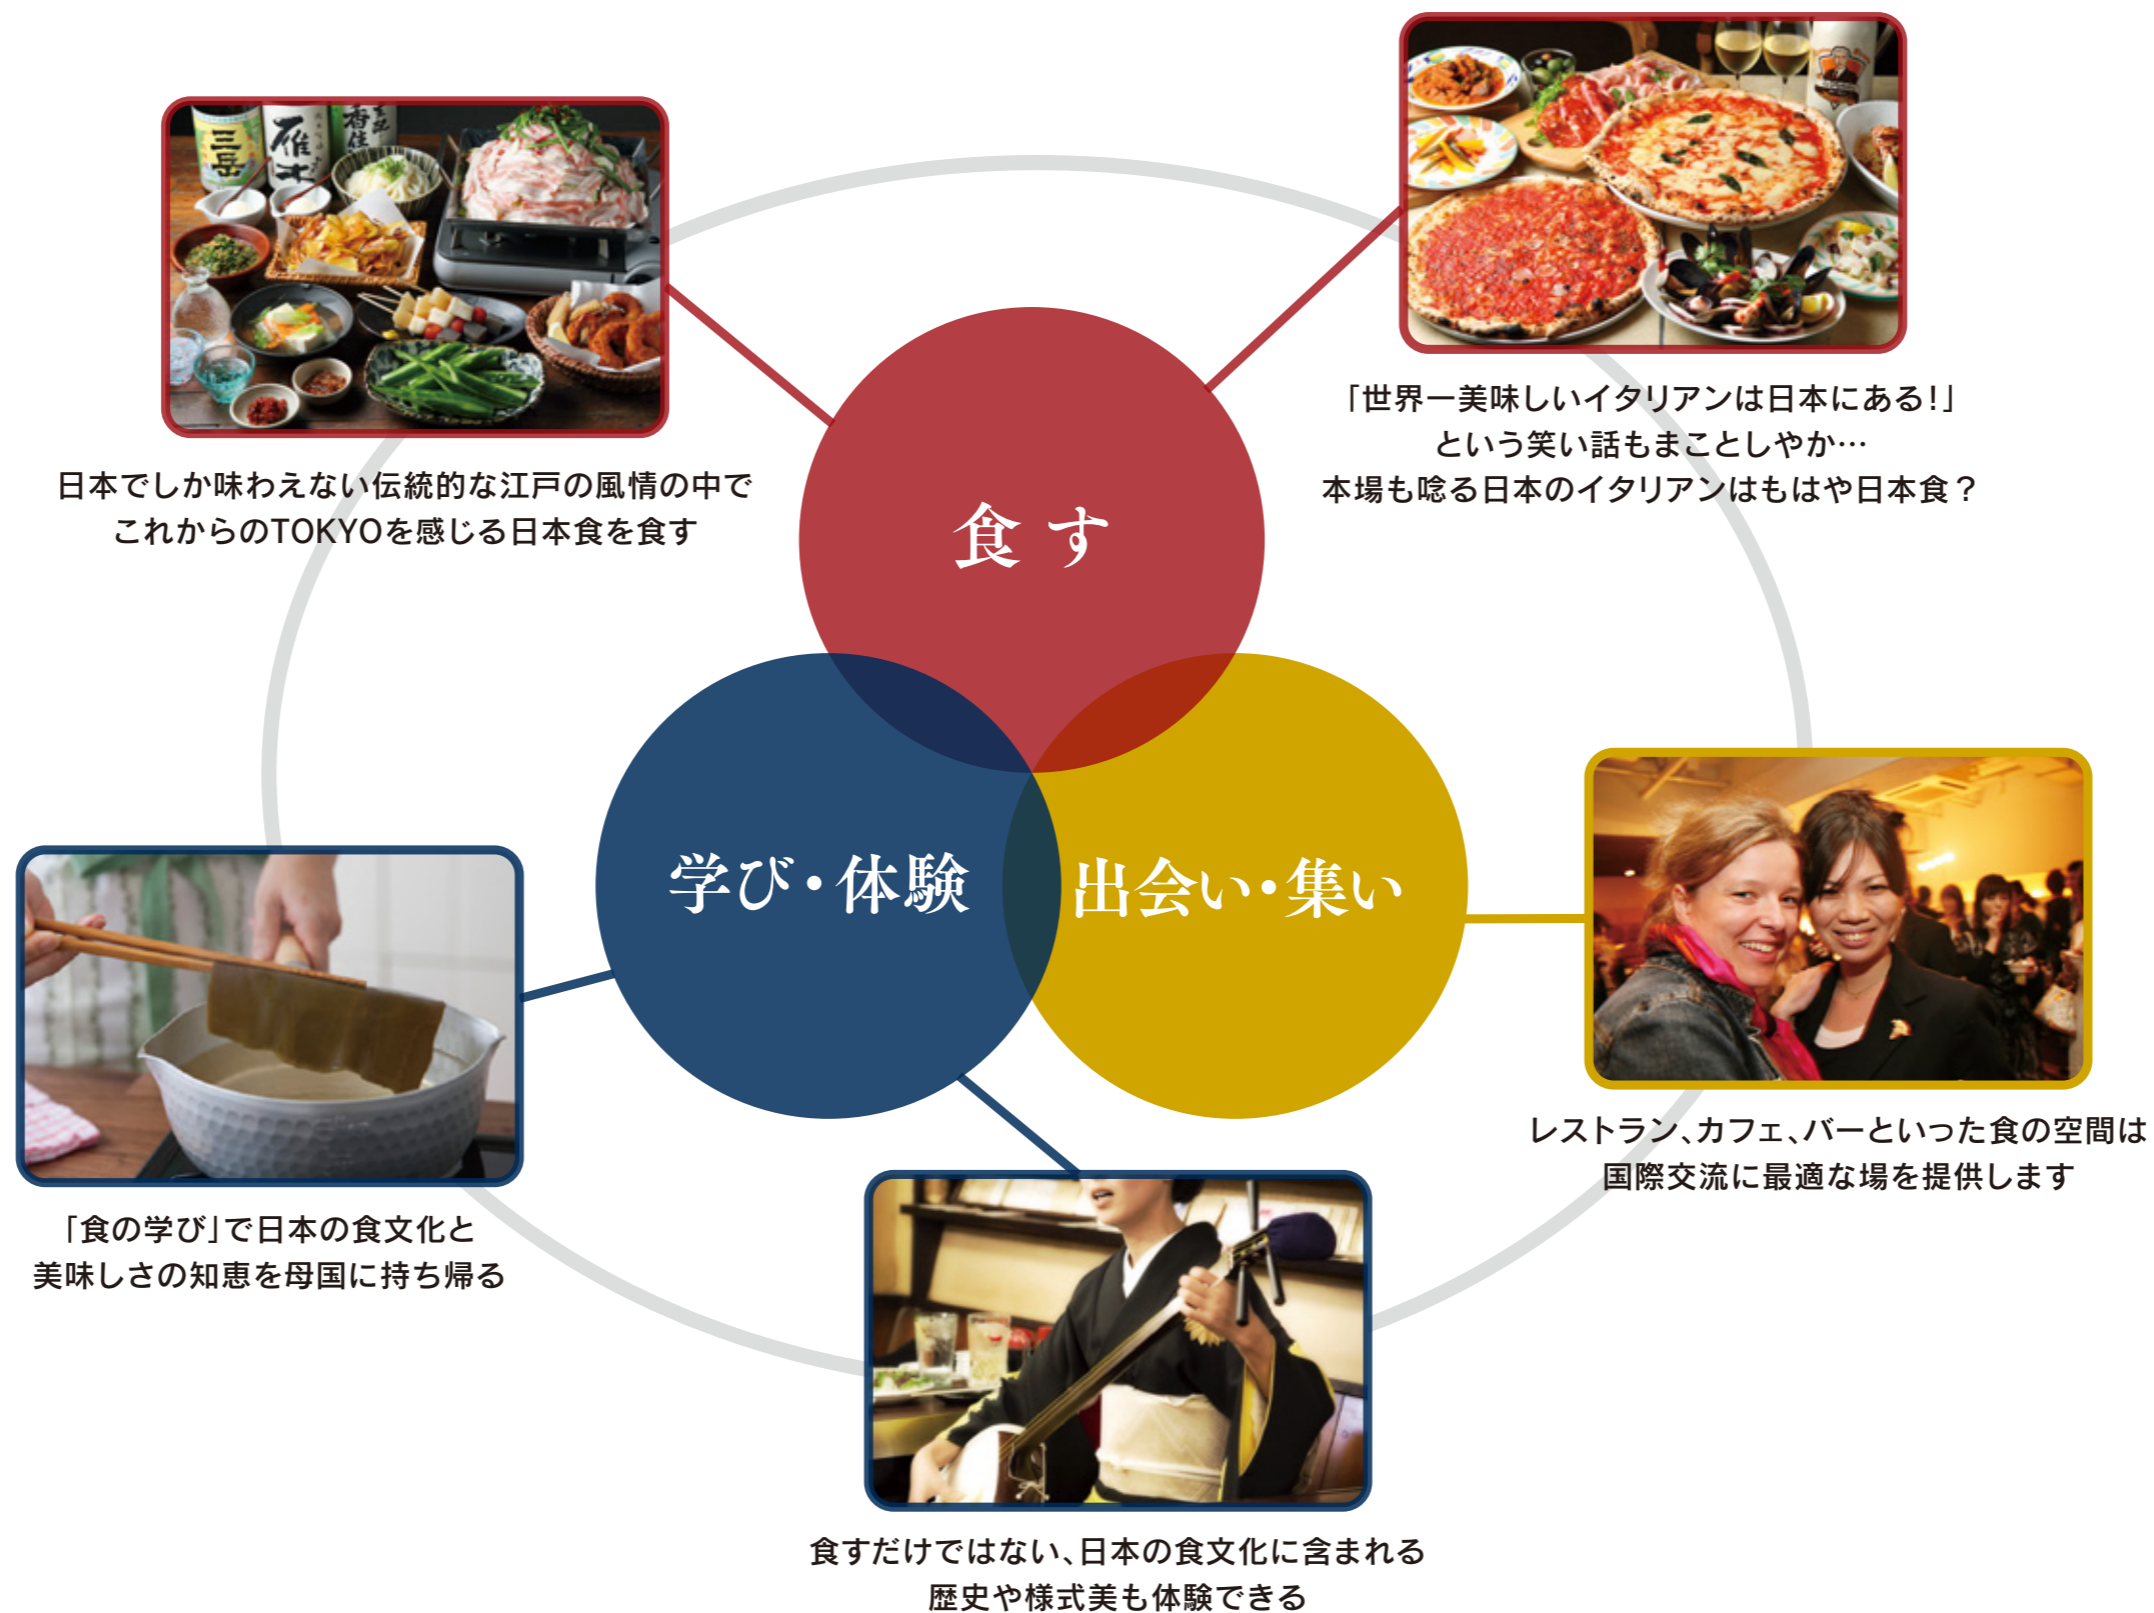 三岳
雁木
香住
日本でしか味わえない伝統的な江戸の風情の中で
これからのTOKYOを感じる日本食を食す
「世界一美味しいイタリアンは日本にある!」
という笑い話もまことしやか…
本場も唸る日本のイタリアンはもはや日本食？
食す
学び・体験
出会い・集い
レストラン、カフェ、バーといった食の空間は
国際交流に最適な場を提供します
「食の学び」で日本の食文化と
美味しさの知恵を母国に持ち帰る
食すだけではない、日本の食文化に含まれる
歴史や様式美も体験できる